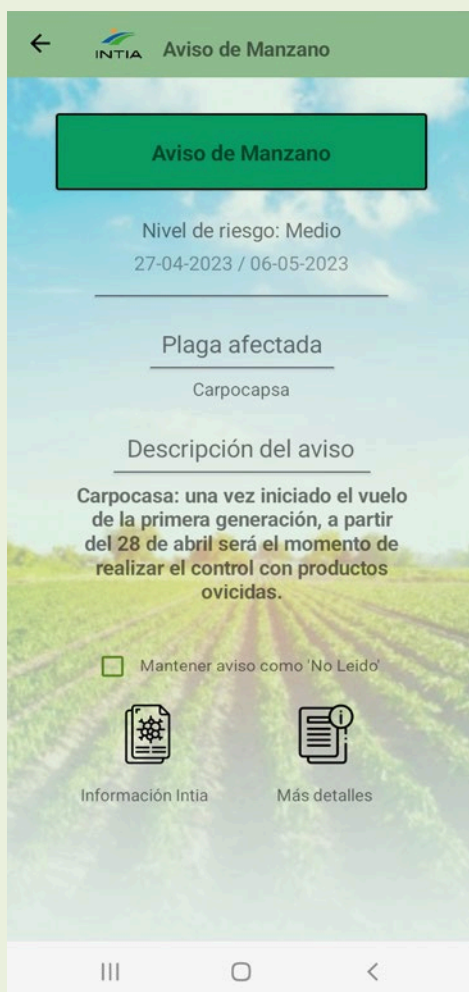 INTIA Aviso de Manzano
Aviso de Manzano
Nivel de riesgo: Medio
27-04-2023 / 06-05-2023
Plaga afectada
Carpocapsa
Descripción del aviso
Carpocasa: una vez iniciado el vuelo
de la primera generación, a partir
del 28 de abril será el momento de
realizar el control con productos
ovicidas.
Mantener aviso como 'No Leido'
Información Intia
Más detalles